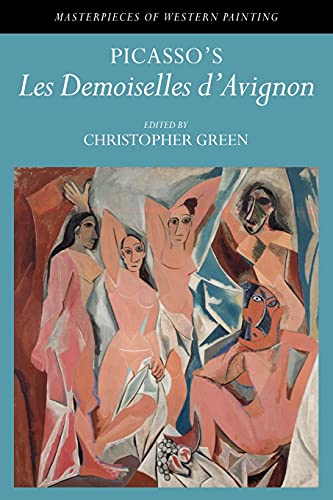 MASTERPIECES OF WESTERN PAINTING
PICASSO'S
Les Demoiselles d'Avignon
EDITED BY
CHRISTOPHER GREEN